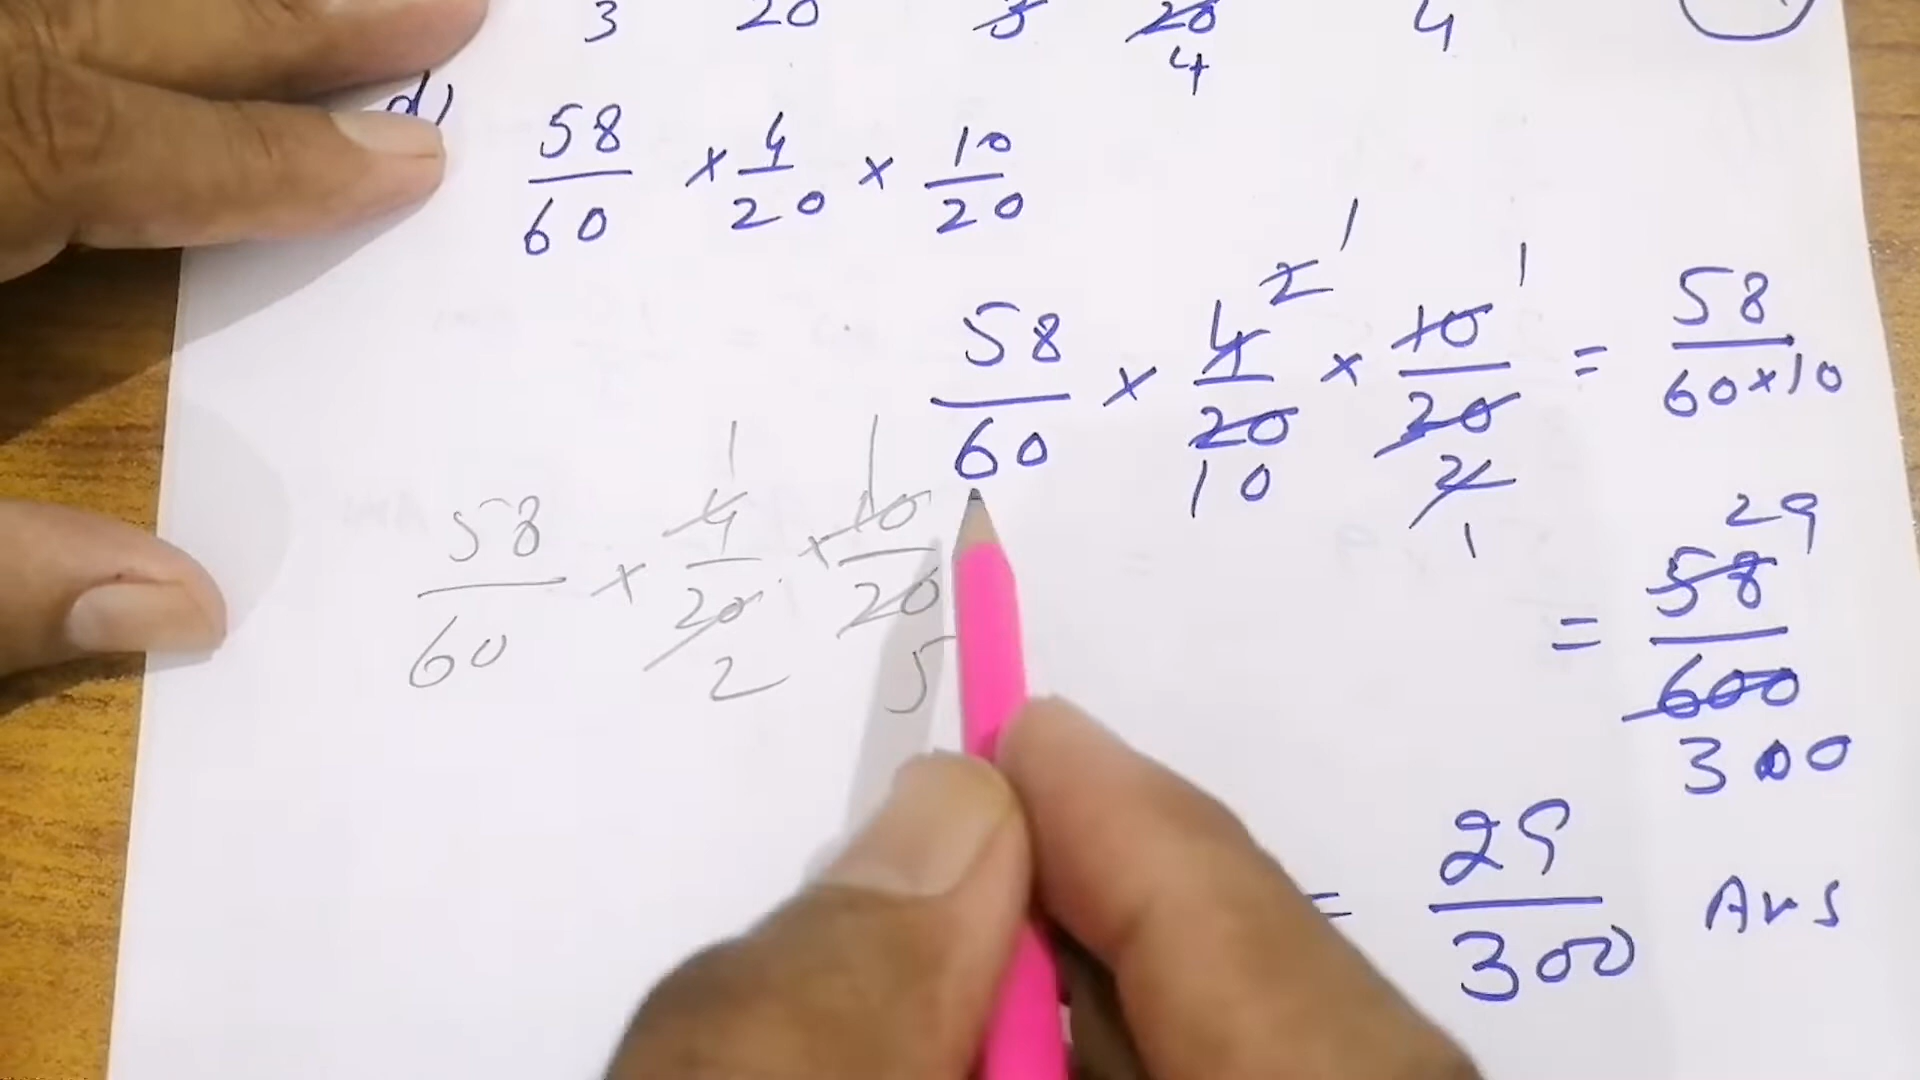 3 20 5 20 4
4
d)
58/60 × 4/20 × 10/20
2 1 1
58/60 × 4/20 × 10/20 = 58/60×10
10 2
1
1 1
58/60 × 4/20 × 10/20
2 5
29
= 58/600
300
= 29/300 Ans